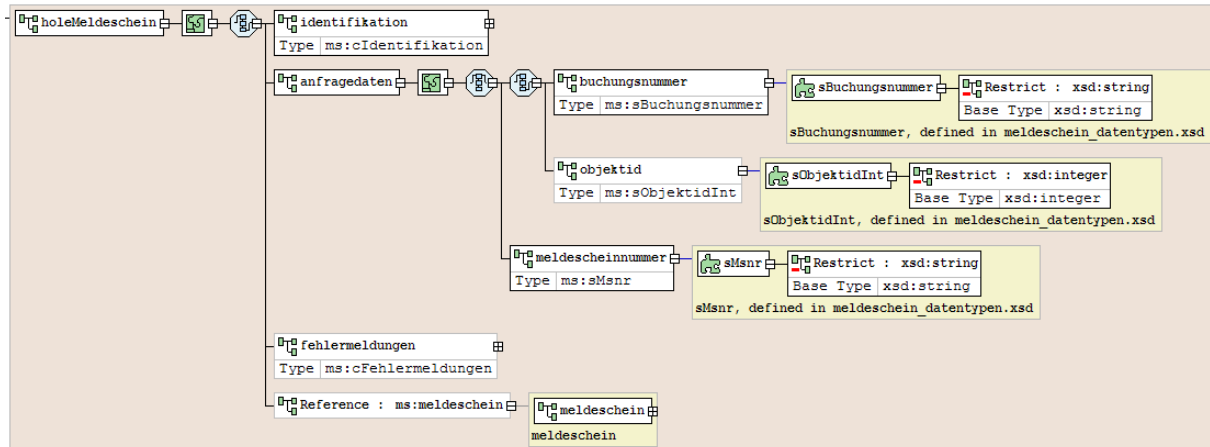 holeMeldeschein
identifikation
Type ms:cIdentifikation
anfragedaten
buchungsnummer
Type ms:sBuchungsnummer
sBuchungsnummer
Restrict : xsd:string
Base Type xsd:string
sBuchungsnummer, defined in meldeschein_datentypen.xsd
objektid
Type ms:sObjektidInt
sObjektidInt
Restrict : xsd:integer
Base Type xsd:integer
sObjektidInt, defined in meldeschein_datentypen.xsd
meldescheinnummer
Type ms:sMsnr
sMsnr
Restrict : xsd:string
Base Type xsd:string
sMsnr, defined in meldeschein_datentypen.xsd
fehlermeldungen
Type ms:cFehlermeldungen
Reference : ms:meldeschein
meldeschein
meldeschein